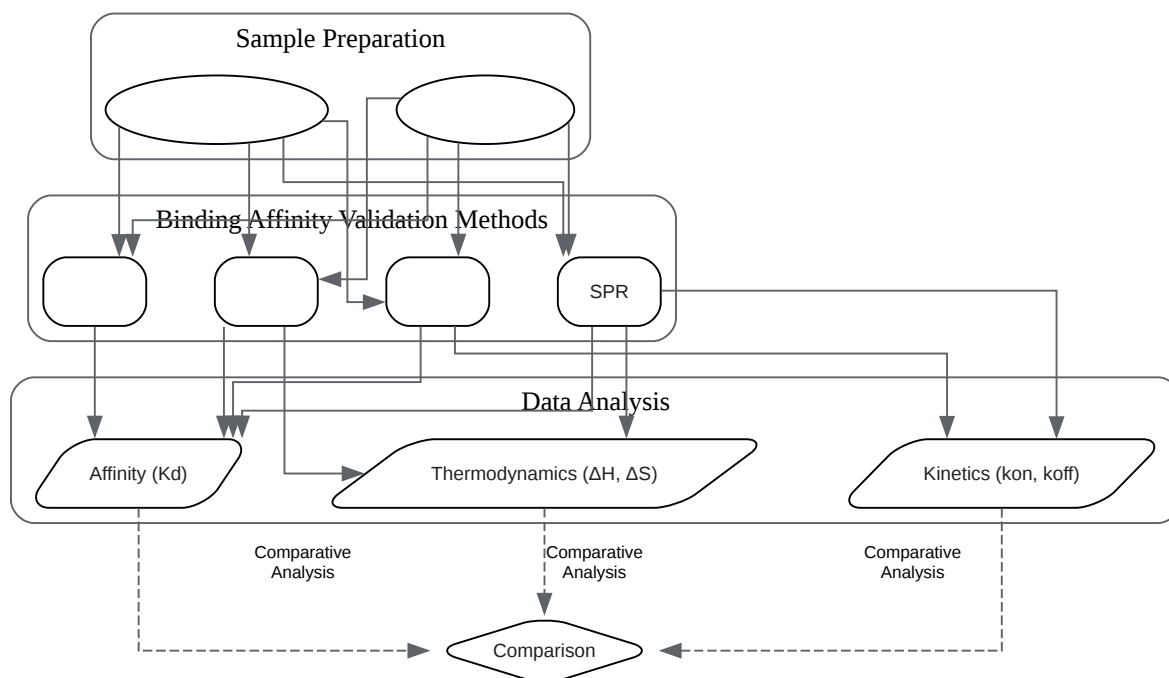 Sample Preparation
Binding Affinity Validation Methods
SPR
Data Analysis
Affinity (Kd)
Thermodynamics (ΔH, ΔS)
Kinetics (kon, koff)
Comparative
Analysis
Comparative
Analysis
Comparative
Analysis
Comparison